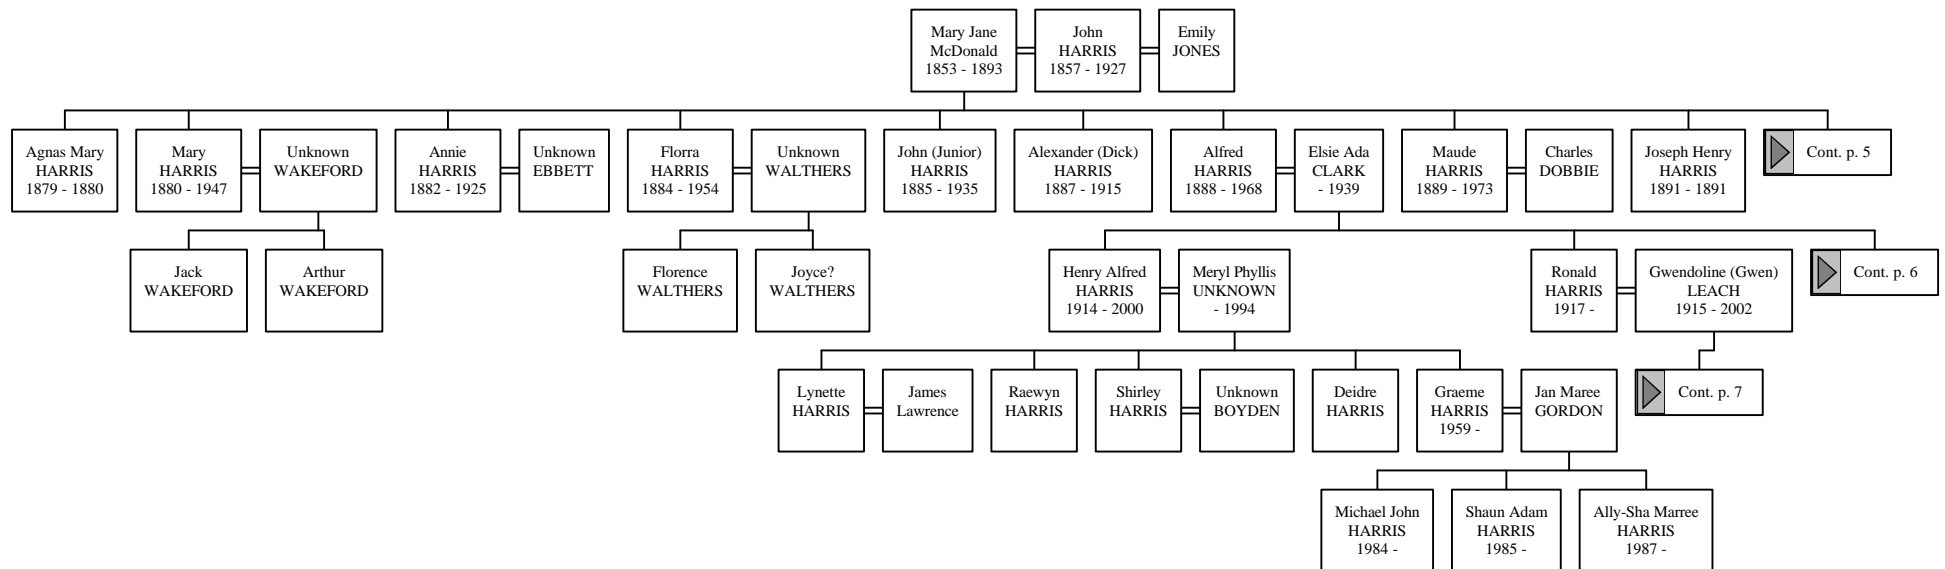 Mary Jane
McDonald
1853 - 1893
John
HARRIS
1857 - 1927
Emily
JONES
Agnas Mary
HARRIS
1879 - 1880
Mary
HARRIS
1880 - 1947
Unknown
WAKEFORD
Annie
HARRIS
1882 - 1925
Unknown
EBBETT
Florra
HARRIS
1884 - 1954
Unknown
WALTHERS
John (Junior)
HARRIS
1885 - 1935
Alexander (Dick)
HARRIS
1887 - 1915
Alfred
HARRIS
1888 - 1968
Elsie Ada
CLARK
- 1939
Maude
HARRIS
1889 - 1973
Charles
DOBBIE
Joseph Henry
HARRIS
1891 - 1891
Cont. p. 5
Jack
WAKEFORD
Arthur
WAKEFORD
Florence
WALTHERS
Joyce?
WALTHERS
Henry Alfred
HARRIS
1914 - 2000
Meryl Phyllis
UNKNOWN
- 1994
Ronald
HARRIS
1917 -
Gwendoline (Gwen)
LEACH
1915 - 2002
Cont. p. 6
Lynette
HARRIS
James
Lawrence
Raewyn
HARRIS
Shirley
HARRIS
Unknown
BOYDEN
Deidre
HARRIS
Graeme
HARRIS
1959 -
Jan Maree
GORDON
Cont. p. 7
Michael John
HARRIS
1984 -
Shaun Adam
HARRIS
1985 -
Ally-Sha Marree
HARRIS
1987 -